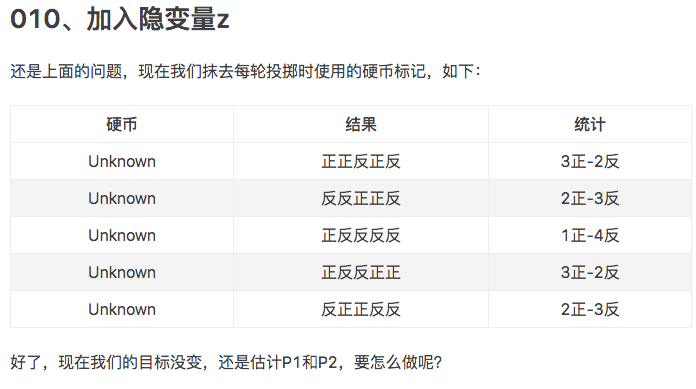 010、加入隐变量z
还是上面的问题，现在我们抹去每轮投掷时使用的硬币标记，如下：
硬币 结果 统计
Unknown 正正反正反 3正-2反
Unknown 反反正正反 2正-3反
Unknown 正反反反反 1正-4反
Unknown 正反反正正 3正-2反
Unknown 反正正反反 2正-3反
好了，现在我们的目标没变，还是估计P1和P2，要怎么做呢？